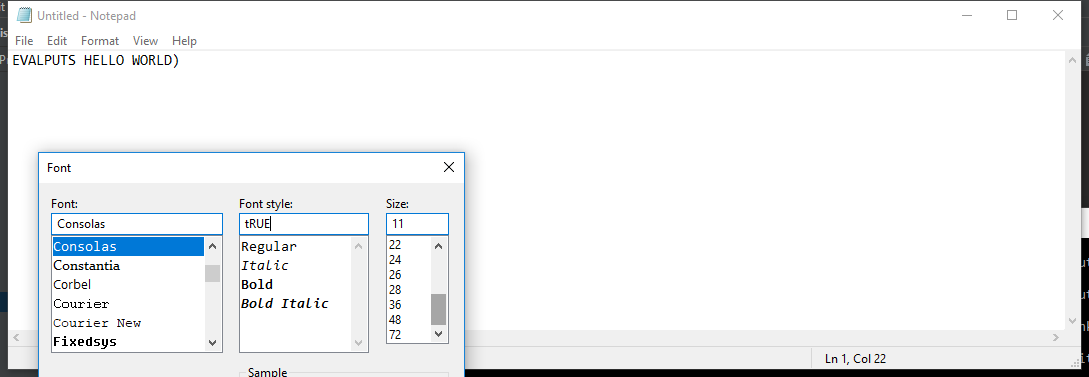 Untitled - Notepad
File Edit Format View Help
EVALPUTS HELLO WORLD)
Font
Font: Font style: Size:
Consolas tRUE 11
Consolas
Constantia
Corbel
Courier
Courier New
Fixedsys
Regular
Italic
Bold
Bold Italic
22
24
26
28
36
48
72
Sample
Ln 1, Col 22